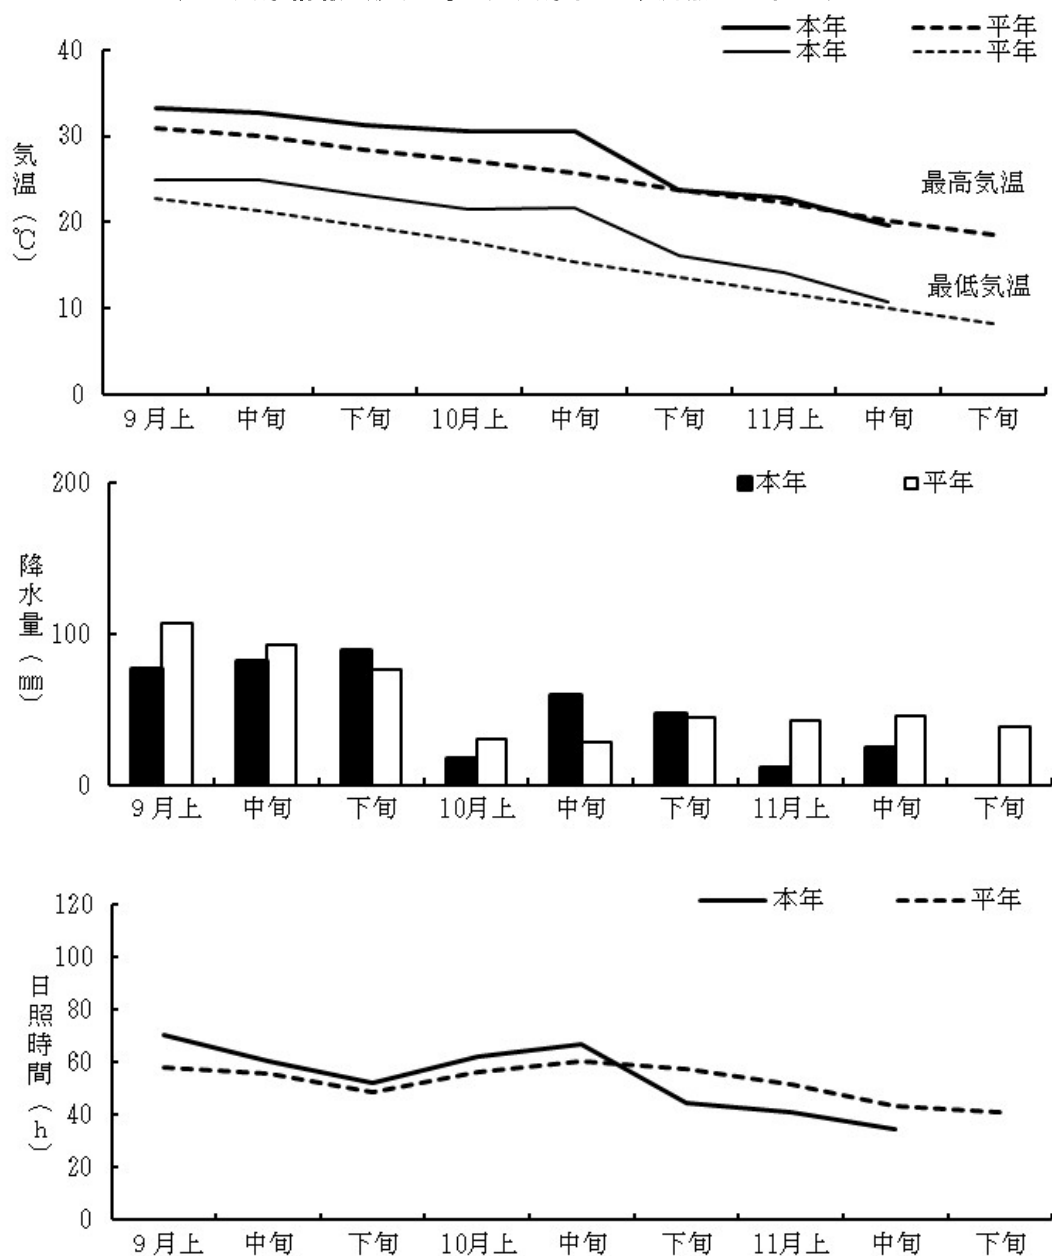 本年 平年
本年 平年
40
30
20
10
0
気温(℃)
最高気温
最低気温
9月上 中旬 下旬 10月上 中旬 下旬 11月上 中旬 下旬
200
100
0
本年 平年
降水量(㎜)
9月上 中旬 下旬 10月上 中旬 下旬 11月上 中旬 下旬
120
100
80
60
40
20
0
本年 平年
日照時間(h)
9月上 中旬 下旬 10月上 中旬 下旬 11月上 中旬 下旬